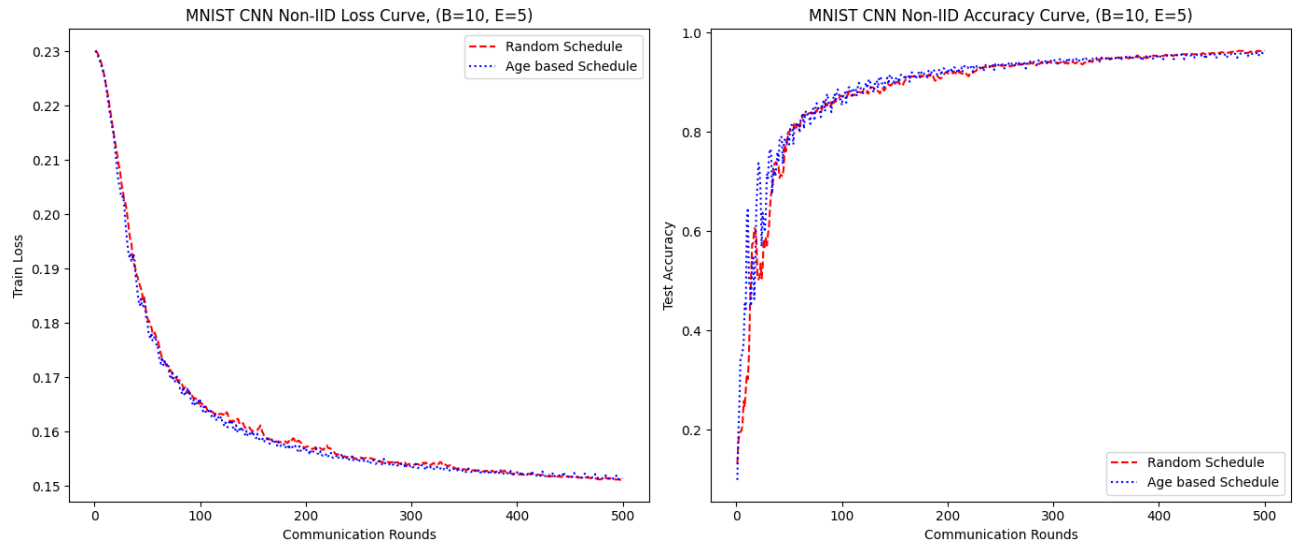 MNIST CNN Non-IID Loss Curve, (B=10, E=5)
Random Schedule
Age based Schedule
0.23
0.22
0.21
0.20
0.19
0.18
0.17
0.16
0.15
Train Loss
0
100
200
300
400
500
Communication Rounds
MNIST CNN Non-IID Accuracy Curve, (B=10, E=5)
1.0
0.8
0.6
0.4
0.2
Test Accuracy
Random Schedule
Age based Schedule
0
100
200
300
400
500
Communication Rounds